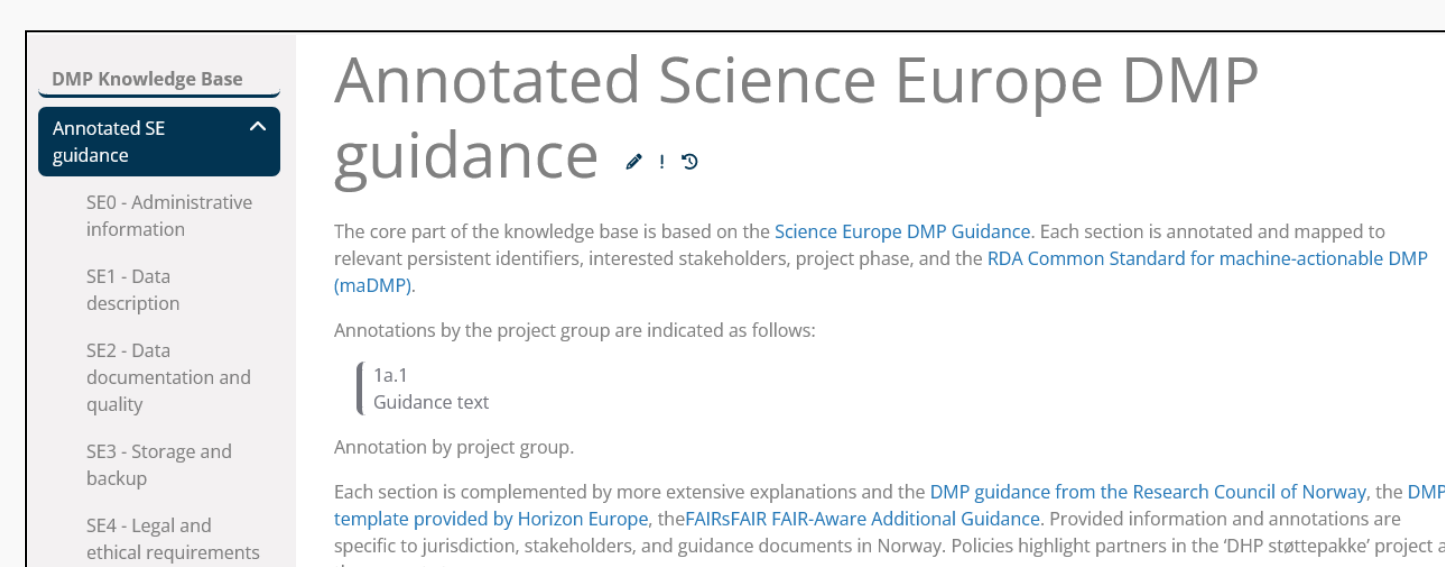 DMP Knowledge Base
Annotated SE
guidance
SE0 - Administrative
information
SE1 - Data
description
SE2 - Data
documentation and
quality
SE3 - Storage and
backup
SE4 - Legal and
ethical requirements
Annotated Science Europe DMP
guidance
The core part of the knowledge base is based on the Science Europe DMP Guidance. Each section is annotated and mapped to
relevant persistent identifiers, interested stakeholders, project phase, and the RDA Common Standard for machine-actionable DMP
(maDMP).
Annotations by the project group are indicated as follows:
1a.1
Guidance text
Annotation by project group.
Each section is complemented by more extensive explanations and the DMP guidance from the Research Council of Norway, the DMP
template provided by Horizon Europe, theFAIRsFAIR FAIR-Aware Additional Guidance. Provided information and annotations are
specific to jurisdiction, stakeholders, and guidance documents in Norway. Policies highlight partners in the ‘DHP støttepakke’ project